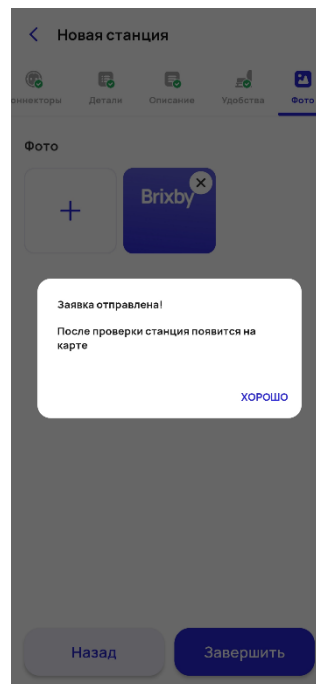 Новая станция
оннекторы Детали Описание Удобства Фото
Фото
Brixby
Заявка отправлена!
После проверки станция появится на
карте
ХОРОШО
Назад Завершить